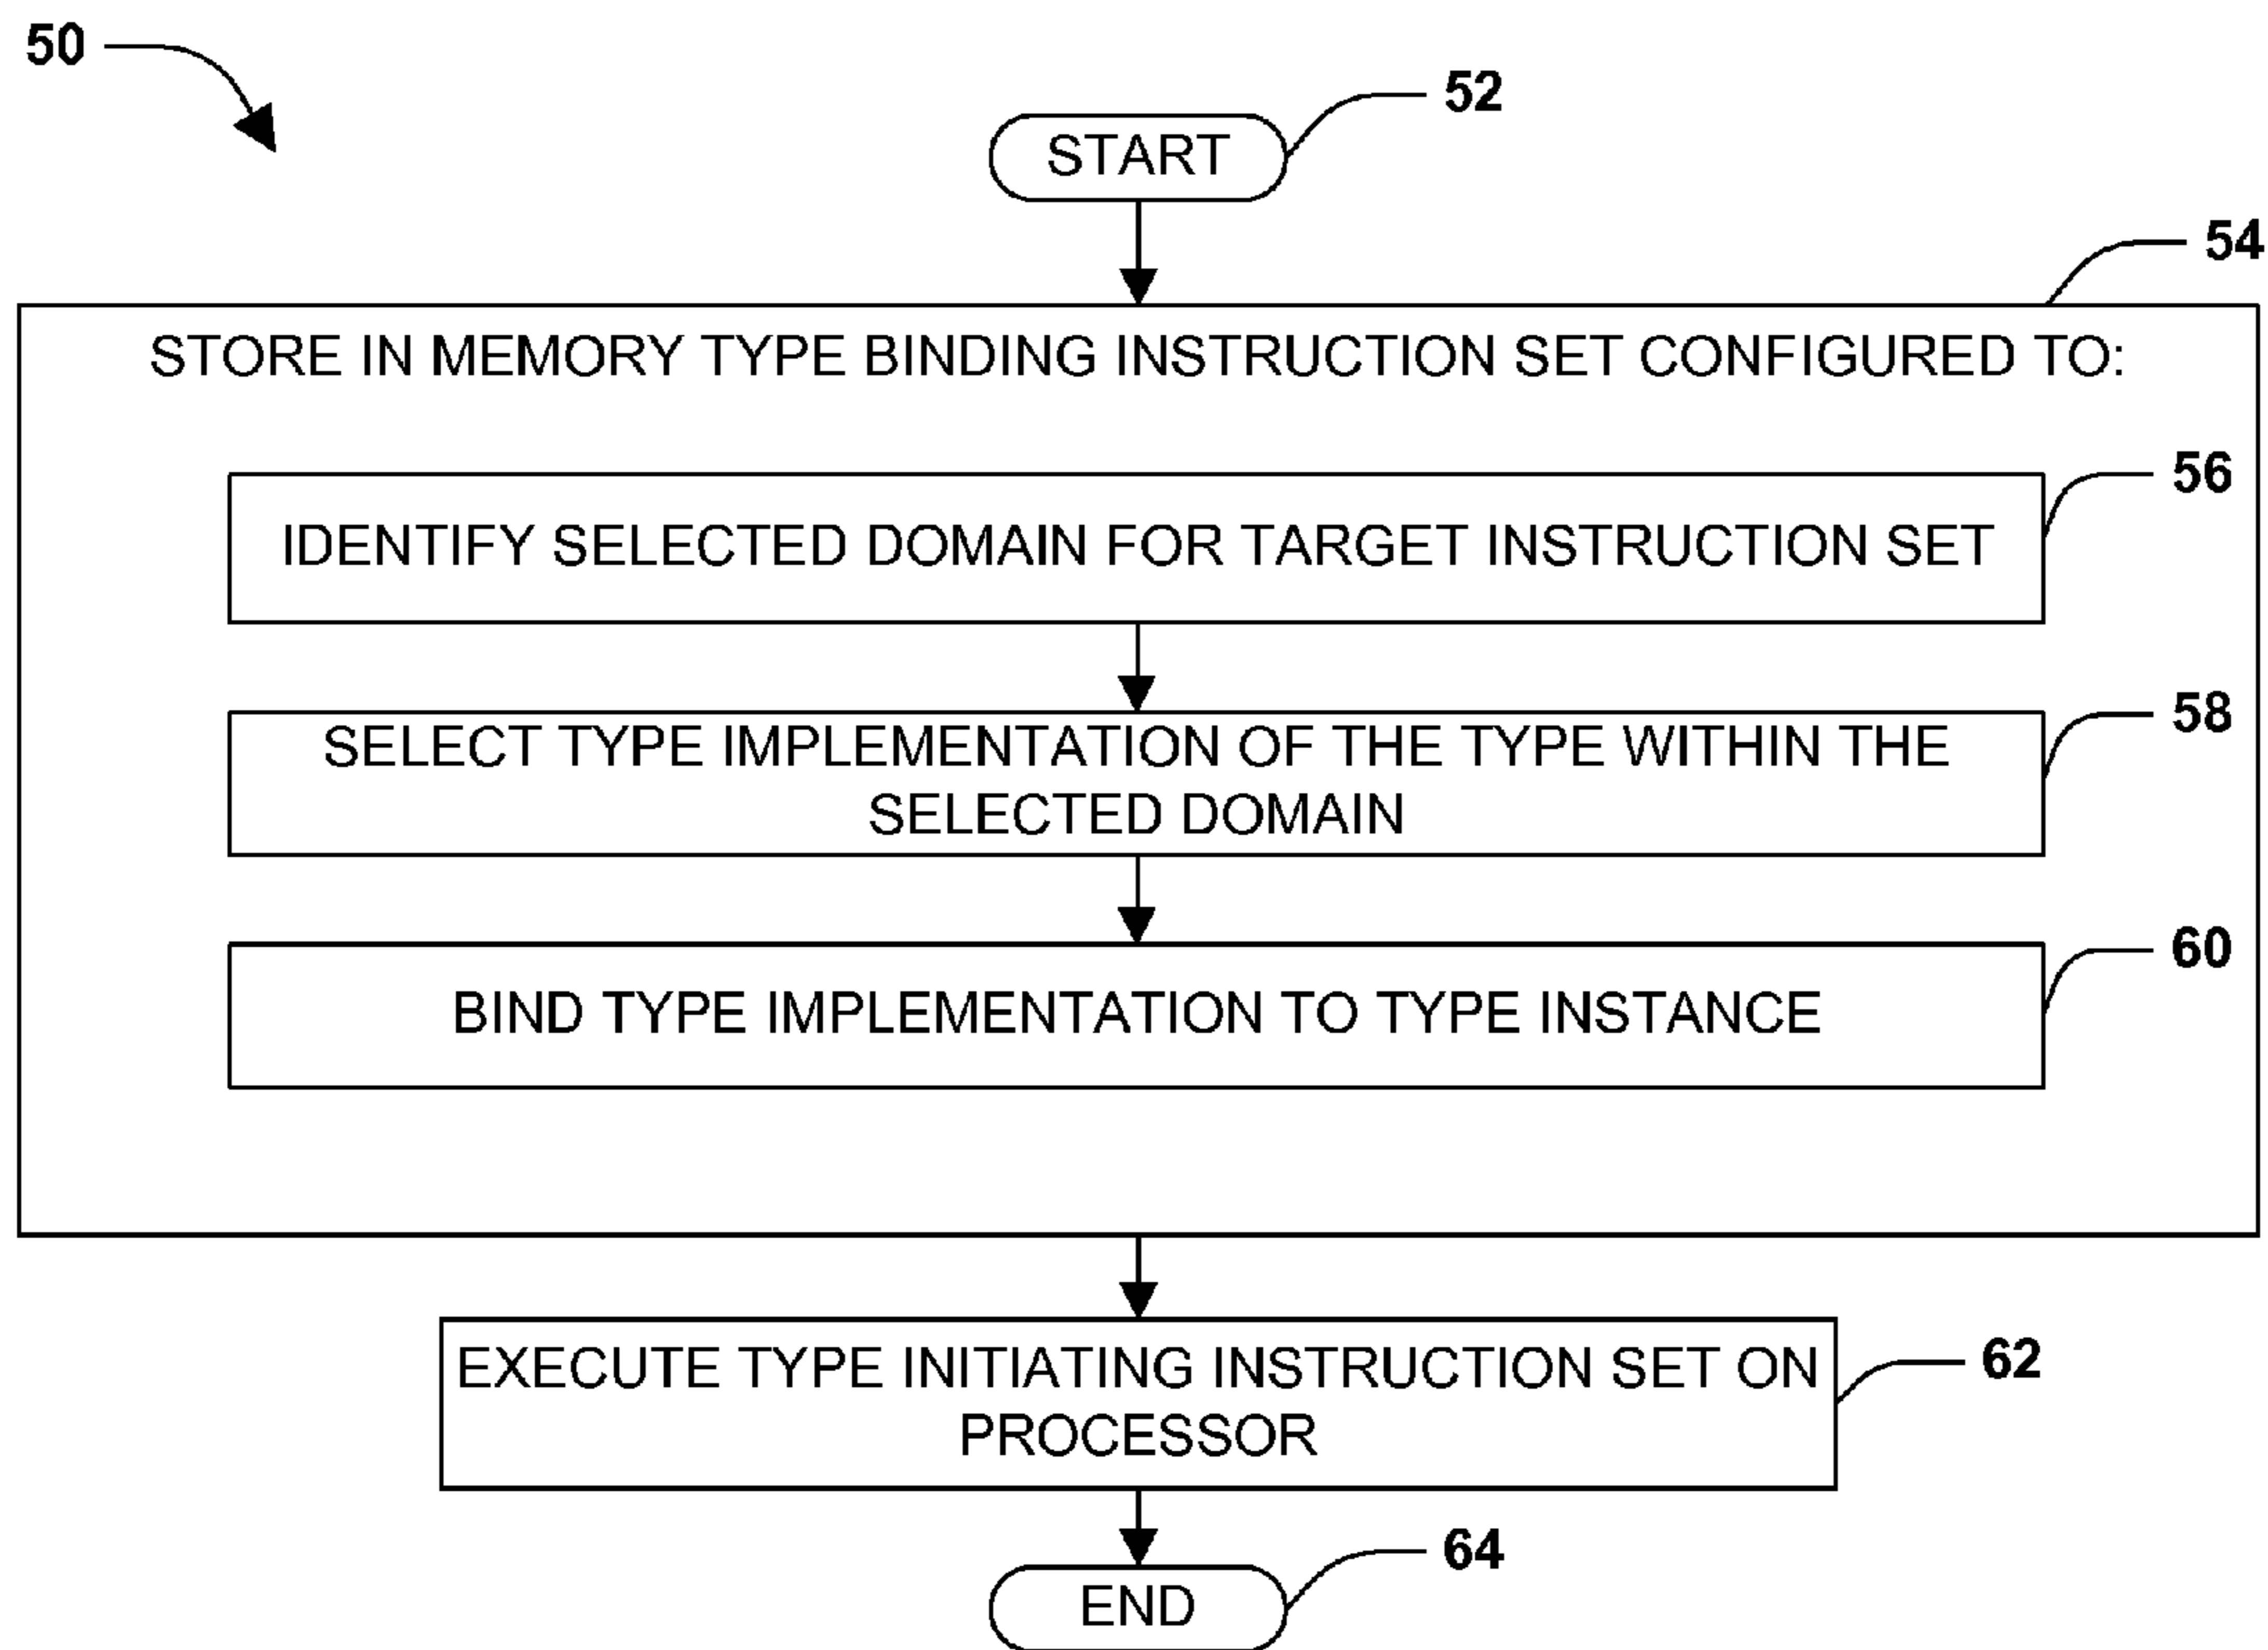 50
52
START
54
STORE IN MEMORY TYPE BINDING INSTRUCTION SET CONFIGURED TO:
56
IDENTIFY SELECTED DOMAIN FOR TARGET INSTRUCTION SET
58
SELECT TYPE IMPLEMENTATION OF THE TYPE WITHIN THE
SELECTED DOMAIN
60
BIND TYPE IMPLEMENTATION TO TYPE INSTANCE
62
EXECUTE TYPE INITIATING INSTRUCTION SET ON
PROCESSOR
64
END